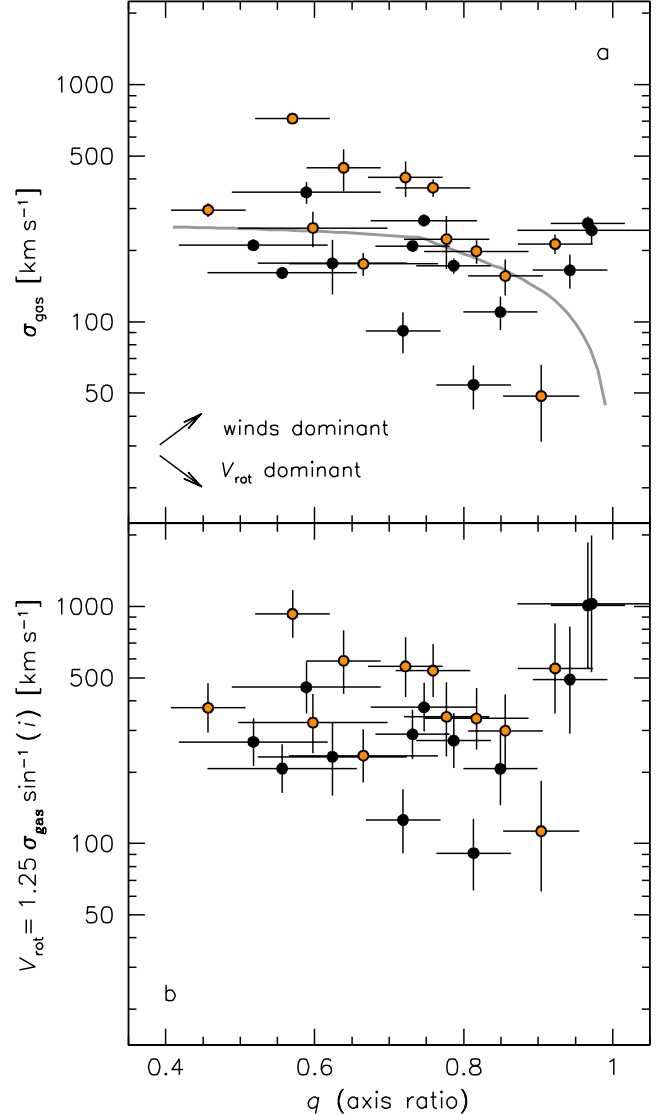 a
1000
500
100
50
σgas [km s⁻¹]
winds dominant
Vrot dominant
1000
500
100
50
Vrot= 1.25 σgas sin⁻¹ (i) [km s⁻¹]
b
0.4 0.6 0.8 1
q (axis ratio)